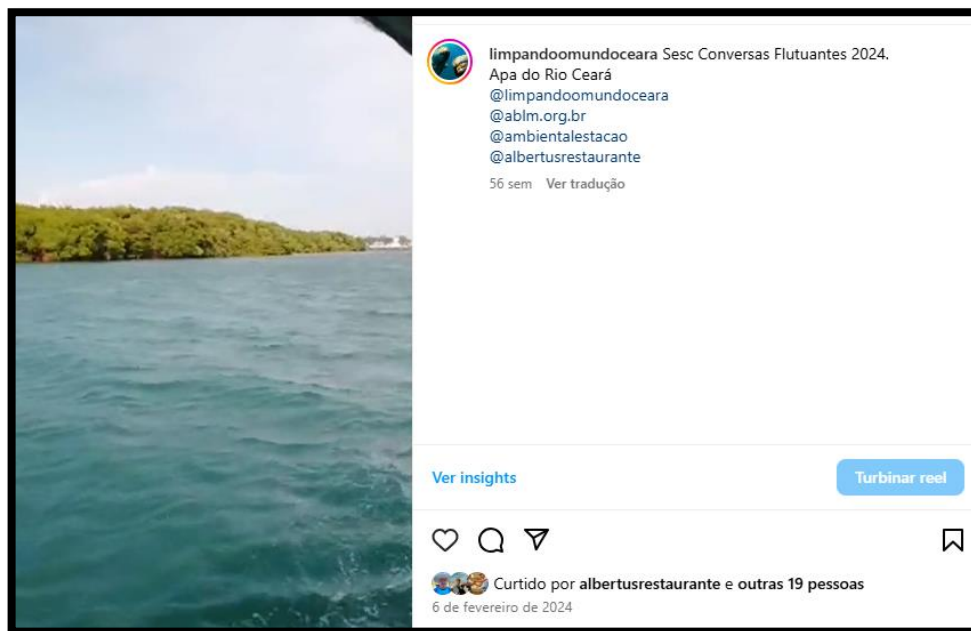 limpandoomundoceara Sesc Conversas Flutuantes 2024.
Apa do Rio Ceará
@limpandoomundoceara
@ablm.org.br
@ambientalestacao
@albertusrestaurante
56 sem Ver tradução
Ver insights
Turbinar reel
Curtido por albertusrestaurante e outras 19 pessoas
6 de fevereiro de 2024